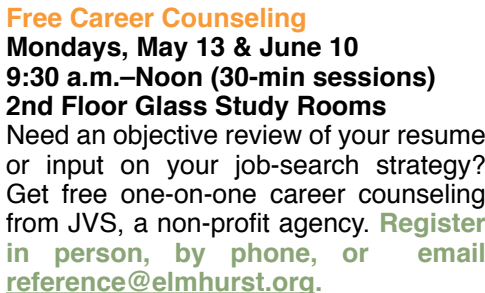 Free Career Counseling
Mondays, May 13 & June 10
9:30 a.m.–Noon (30-min sessions)
2nd Floor Glass Study Rooms
Need an objective review of your resume
or input on your job-search strategy?
Get free one-on-one career counseling
from JVS, a non-profit agency. Register
in person, by phone, or email
reference@elmhurst.org.